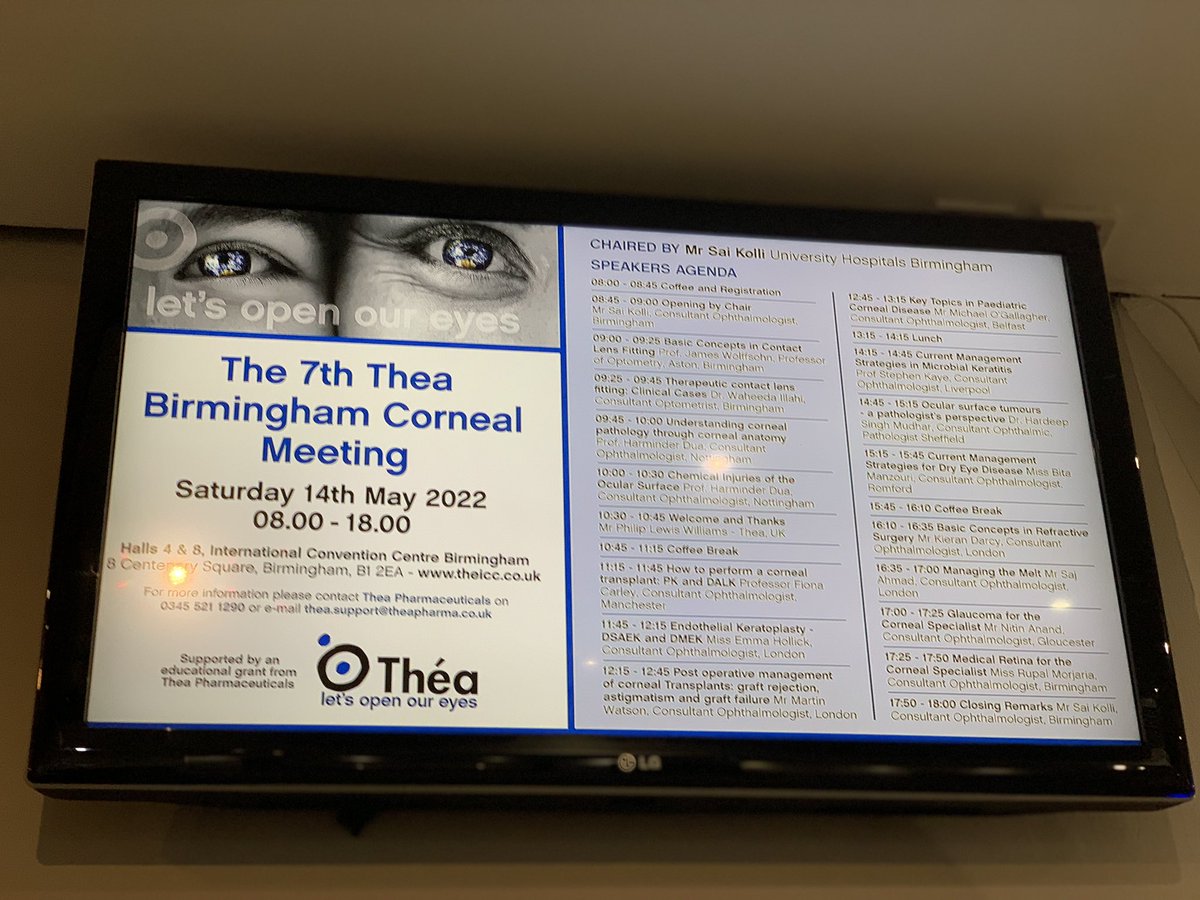 let's open our eyes
The 7th Thea
Birmingham Corneal
Meeting
Saturday 14th May 2022
08.00 - 18.00
Halls 4 & 8, International Convention Centre Birmingham
8 Centenary Square, Birmingham, B1 2EA - www.theicc.co.uk
For more information please contact Thea Pharmaceuticals on
0345 521 1290 or e-mail thea.support@theapharma.co.uk
Supported by an
educational grant from
Thea Pharmaceuticals
Théa
let's open our eyes
CHAIRED BY Mr Sai Kolli University Hospitals Birmingham
SPEAKERS AGENDA
08:00 - 08:45 Coffee and Registration
08:45 - 09:00 Opening by Chair
Mr Sai Kolli, Consultant Ophthalmologist,
Birmingham
09:00 - 09:25 Basic Concepts in Contact
Lens Fitting Prof. James Wolffsohn, Professor
of Optometry, Aston, Birmingham
09:25 - 09:45 Therapeutic contact lens
fitting: Clinical Cases Dr. Waheeda Illahi,
Consultant Optometrist, Birmingham
09:45 - 10:00 Understanding corneal
pathology through corneal anatomy
Prof. Harminder Dua, Consultant
Ophthalmologist, Nottingham
10:00 - 10:30 Chemical Injuries of the
Ocular Surface Prof. Harminder Dua,
Consultant Ophthalmologist, Nottingham
10:30 - 10:45 Welcome and Thanks
Mr Philip Lewis Williams - Thea, UK
10:45 - 11:15 Coffee Break
11:15 - 11:45 How to perform a corneal
transplant: PK and DALK Professor Fiona
Carley, Consultant Ophthalmologist,
Manchester
11:45 - 12:15 Endothelial Keratoplasty -
DSAEK and DMEK Miss Emma Hollick,
Consultant Ophthalmologist, London
12:15 - 12:45 Post operative management
of corneal Transplants: graft rejection,
astigmatism and graft failure Mr Martin
Watson, Consultant Ophthalmologist, London
12:45 - 13:15 Key Topics in Paediatric
Corneal Disease Mr Michael O'Gallagher,
Consultant Ophthalmologist, Belfast
13:15 - 14:15 Lunch
14:15 - 14:45 Current Management
Strategies in Microbial Keratitis
Prof Stephen Kaye, Consultant
Ophthalmologist, Liverpool
14:45 - 15:15 Ocular surface tumours
- a pathologist's perspective Dr. Hardeep
Singh Mudhar, Consultant Ophthalmic,
Pathologist Sheffield
15:15 - 15:45 Current Management
Strategies for Dry Eye Disease Miss Bita
Manzouri, Consultant Ophthalmologist
Romford
15:45 - 16:10 Coffee Break
16:10 - 16:35 Basic Concepts in Refractive
Surgery Mr Kieran Darcy, Consultant
Ophthalmologist, London
16:35 - 17:00 Managing the Melt Mr Saj
Ahmad, Consultant Ophthalmologist,
London
17:00 - 17:25 Glaucoma for the
Corneal Specialist Mr Nitin Anand,
Consultant Ophthalmologist, Gloucester
17:25 - 17:50 Medical Retina for the
Corneal Specialist Miss Rupal Morjaria,
Consultant Ophthalmologist, Birmingham
17:50 - 18:00 Closing Remarks Mr Sai Kolli,
Consultant Ophthalmologist, Birmingham
LG